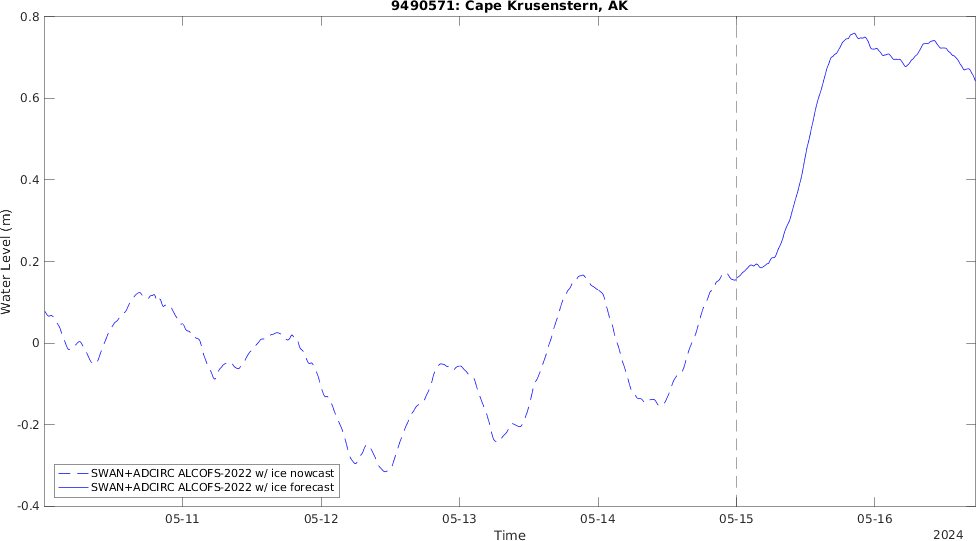 9490571: Cape Krusenstern, AK
0.8
0.6
0.4
0.2
0
-0.2
-0.4
Water Level (m)
SWAN+ADCIRC ALCOFS-2022 w/ ice nowcast
SWAN+ADCIRC ALCOFS-2022 w/ ice forecast
05-11 05-12 05-13 05-14 05-15 05-16
Time
2024